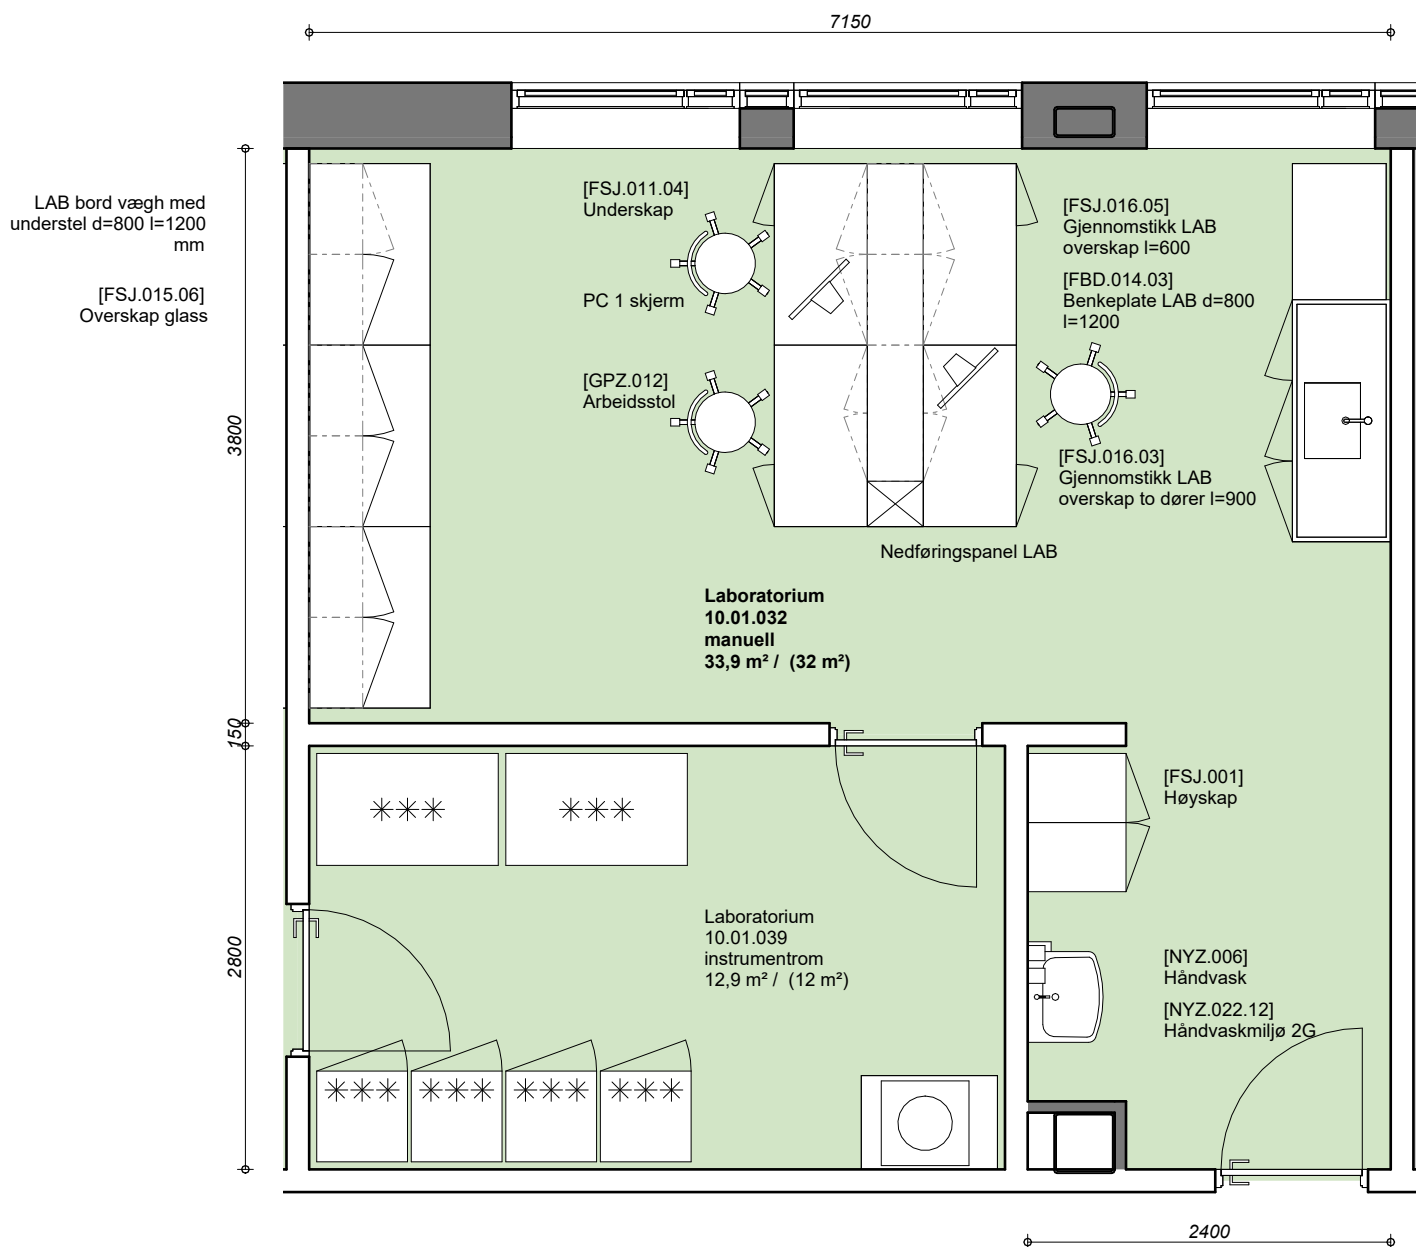 7150
LAB bord vægh med
understel d=800 l=1200
mm
[FSJ.015.06]
Overskap glass
[FSJ.011.04]
Underskap
PC 1 skjerm
[GPZ.012]
Arbeidsstol
[FSJ.016.05]
Gjennomstikk LAB
overskap l=600
[FBD.014.03]
Benkeplate LAB d=800
l=1200
[FSJ.016.03]
Gjennomstikk LAB
overskap to dører l=900
Nedføringspanel LAB
3800
Laboratorium
10.01.032
manuell
33,9 m² / (32 m²)
150
[FSJ.001]
Høyskap
2800
Laboratorium
10.01.039
instrumentrom
12,9 m² / (12 m²)
[NYZ.006]
Håndvask
[NYZ.022.12]
Håndvaskmiljø 2G
2400